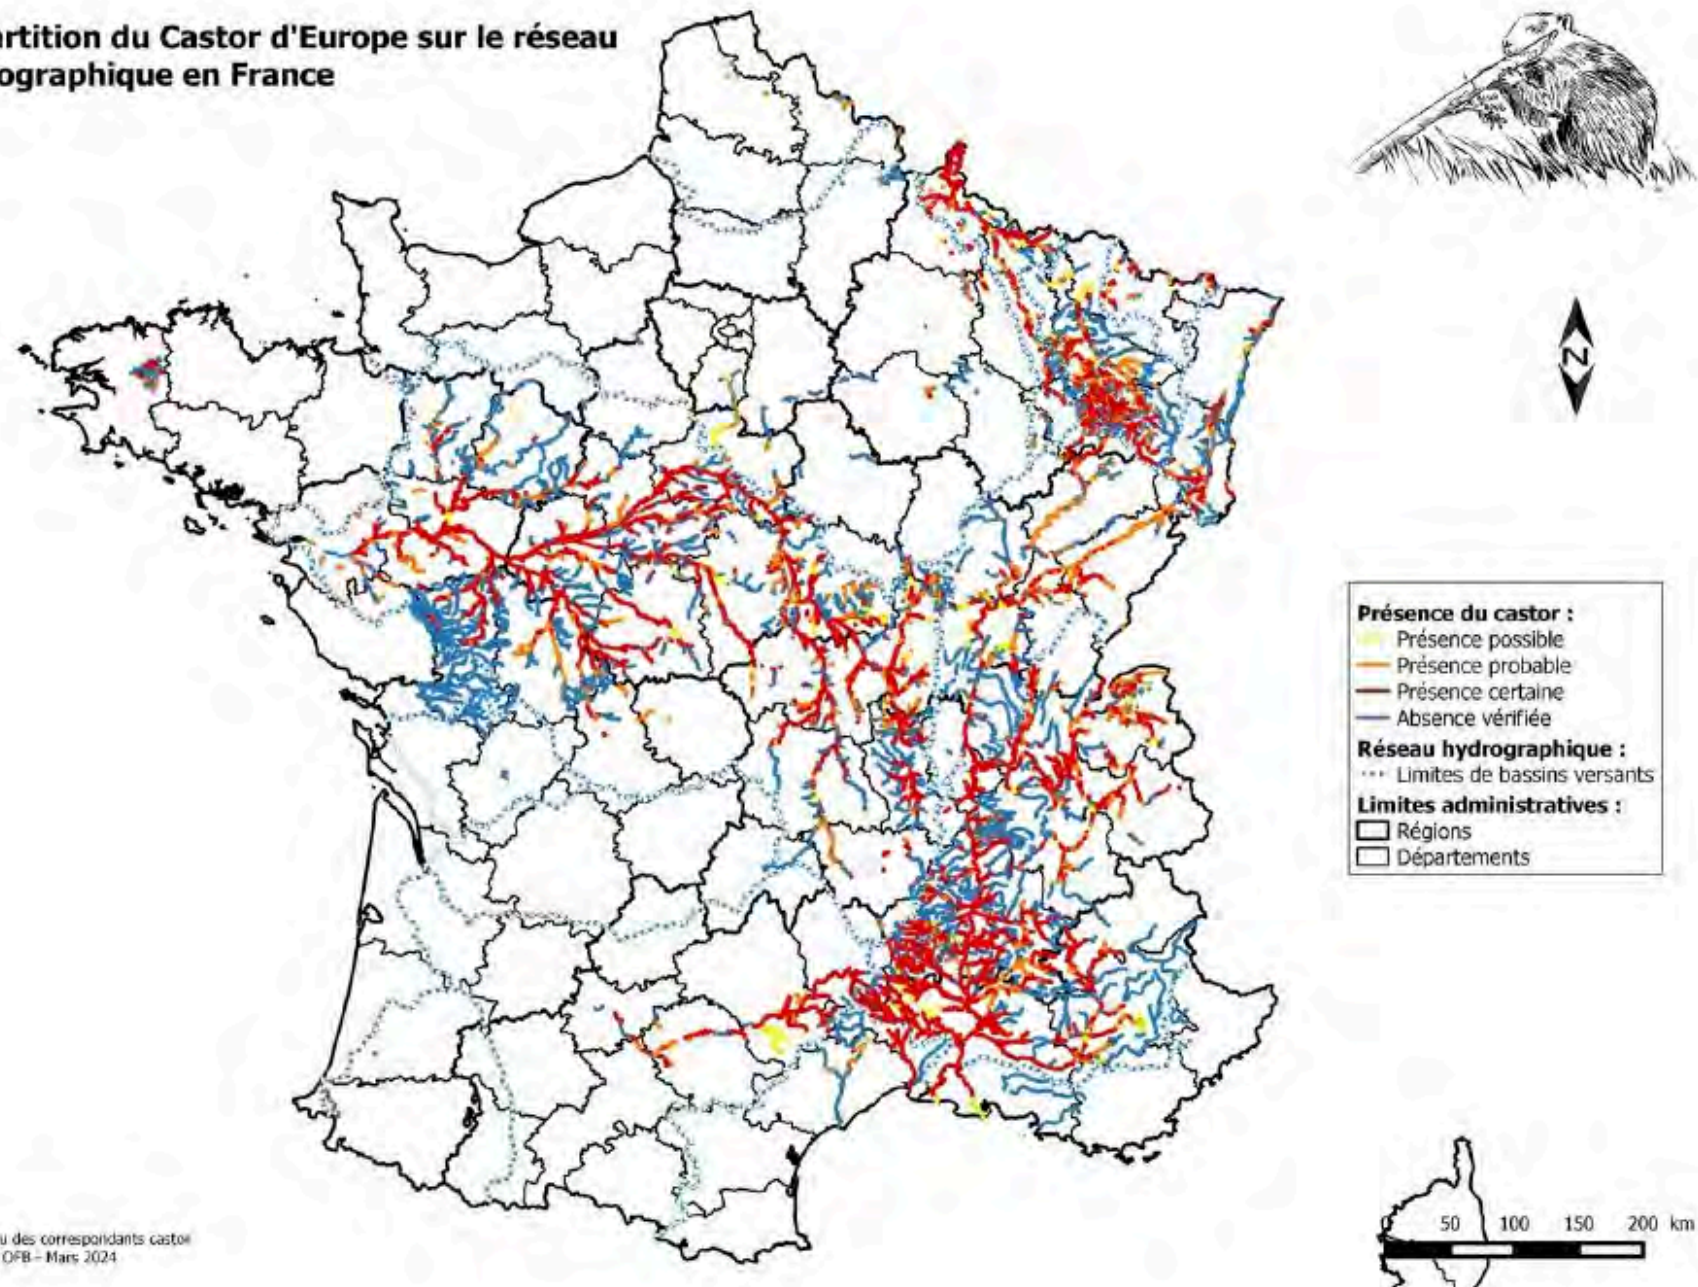 artition du Castor d'Europe sur le réseau
ographique en France
N
Présence du castor :
Présence possible
Présence probable
Présence certaine
Absence vérifiée
Réseau hydrographique :
Limites de bassins versants
Limites administratives :
Régions
Départements
u des correspondants castor
OFB - Mars 2024
0 50 100 150 200 km